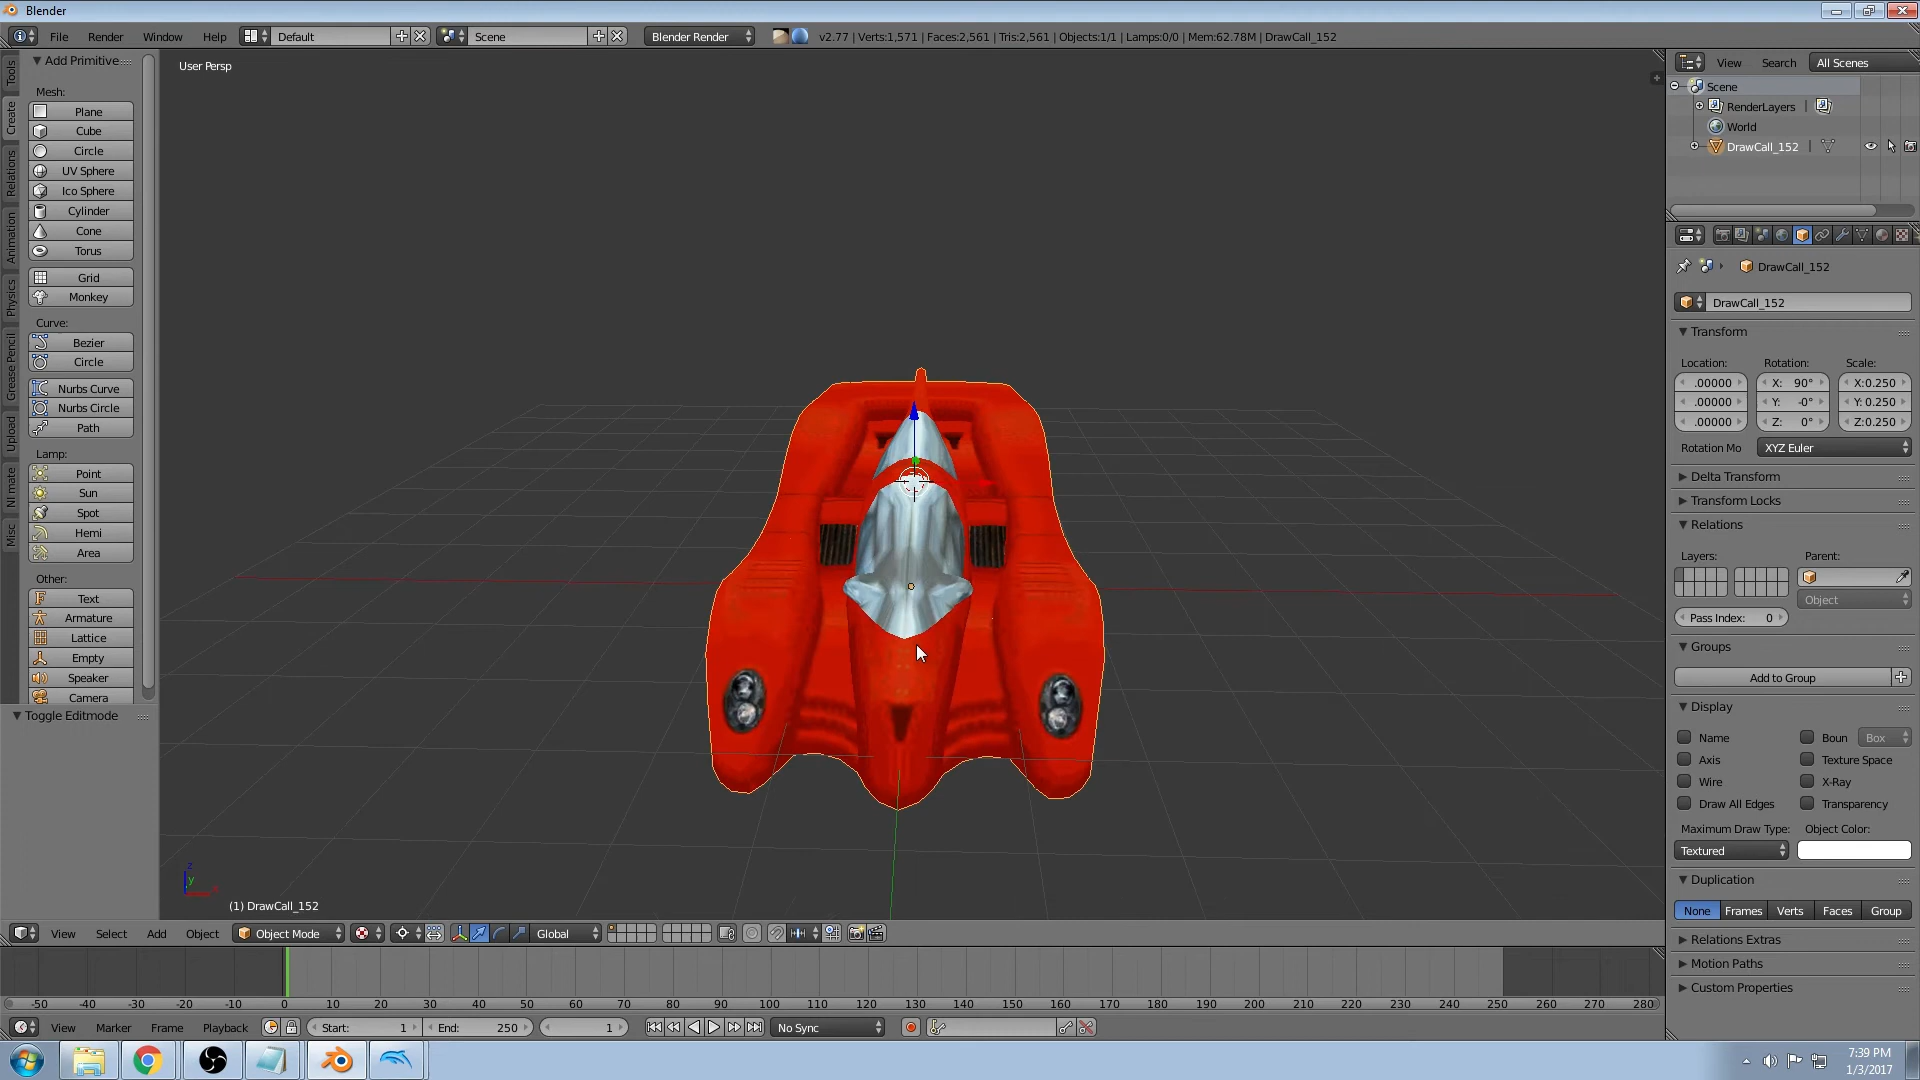 Blender
File Render Window Help Default Scene Blender Render v2.77 | Verts:1,571 | Faces:2,561 | Tris:2,561 | Objects:1/1 | Lamps:0/0 | Mem:62.78M | DrawCall_152
Tools
Create
Relations
Animation
Physics
Grease Pencil
Upload
NI mate
Misc
Add Primitive
Mesh:
Plane
Cube
Circle
UV Sphere
Ico Sphere
Cylinder
Cone
Torus
Grid
Monkey
Curve:
Bezier
Circle
Nurbs Curve
Nurbs Circle
Path
Lamp:
Point
Sun
Spot
Hemi
Area
Other:
Text
Armature
Lattice
Empty
Speaker
Camera
Toggle Editmode
User Persp
z
y
x
(1) DrawCall_152
View Select Add Object Object Mode Global
View Search All Scenes
Scene
RenderLayers |
World
DrawCall_152 |
DrawCall_152
DrawCall_152
Transform
Location: Rotation: Scale:
.00000 X: 90° X:0.250
.00000 Y: -0° Y: 0.250
.00000 Z: 0° Z:0.250
Rotation Mo XYZ Euler
Delta Transform
Transform Locks
Relations
Layers: Parent:
Object
Pass Index: 0
Groups
Add to Group
Display
Name Boun Box
Axis Texture Space
Wire X-Ray
Draw All Edges Transparency
Maximum Draw Type: Object Color:
Textured
Duplication
None Frames Verts Faces Group
Relations Extras
Motion Paths
Custom Properties
-50 -40 -30 -20 -10 0 10 20 30 40 50 60 70 80 90 100 110 120 130 140 150 160 170 180 190 200 210 220 230 240 250 260 270 280
View Marker Frame Playback Start: 1 End: 250 1 No Sync
7:39 PM
1/3/2017